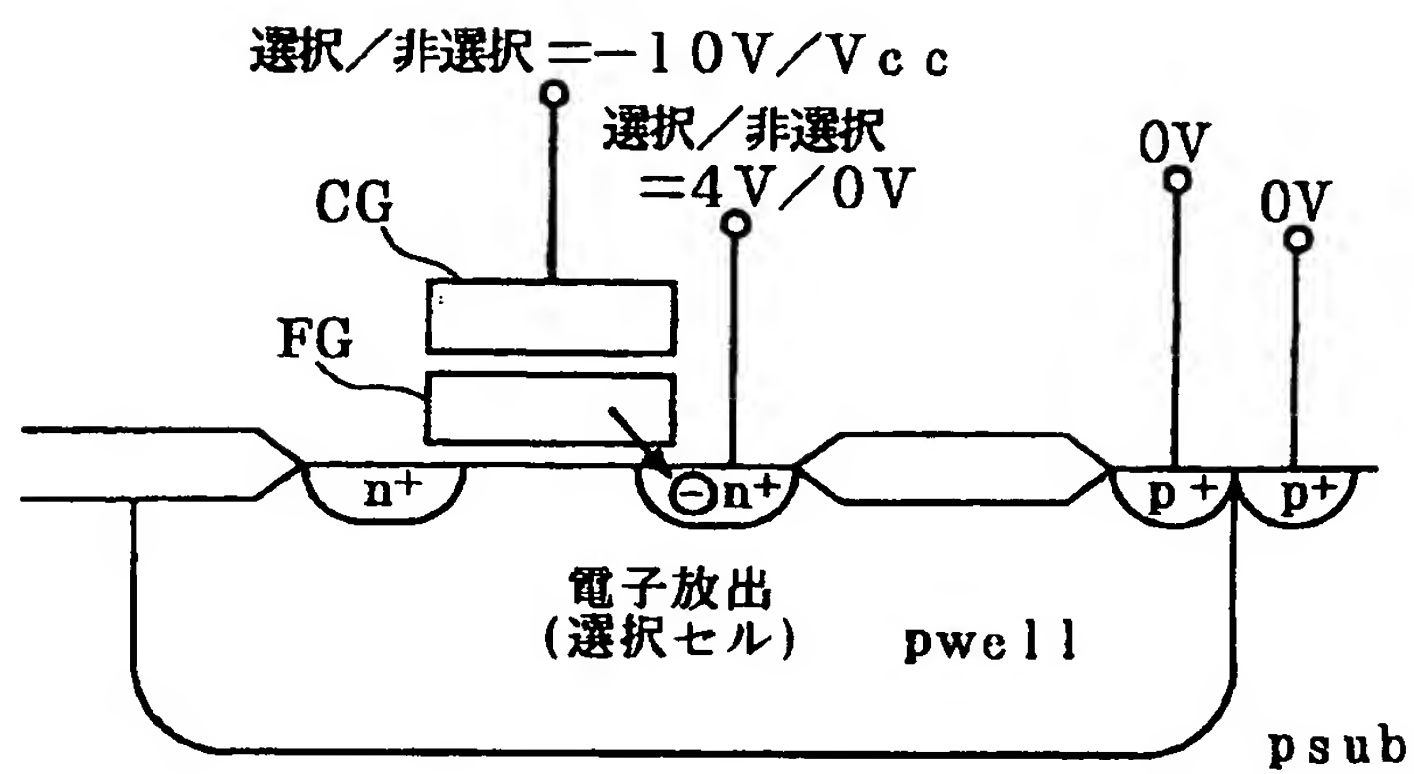 選択／非選択＝－１０Ｖ／Ｖｃｃ
選択／非選択
＝４Ｖ／０Ｖ
0V
0V
CG
FG
n+
−
n+
p+
p+
電子放出
(選択セル)
pwell
psub